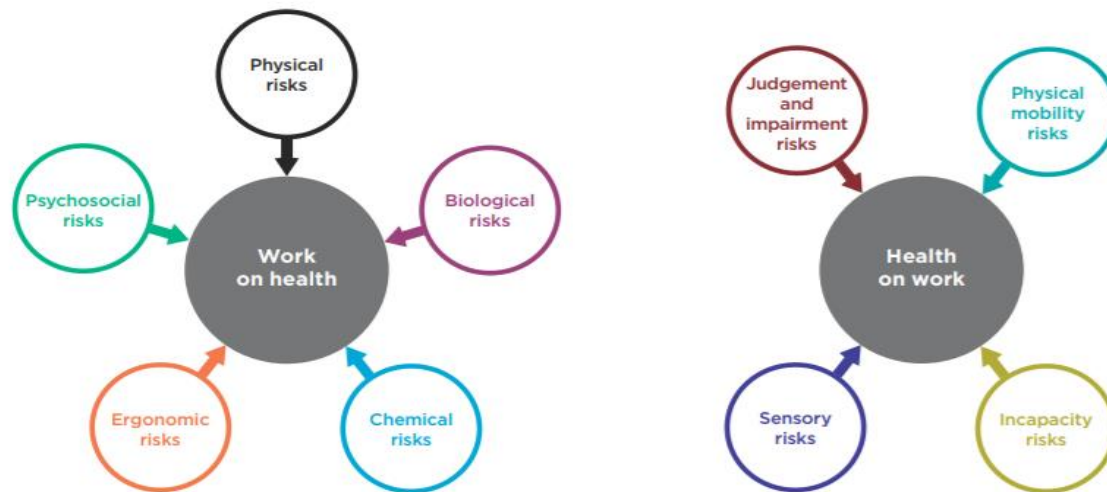 Physical
risks
Psychosocial
risks
Biological
risks
Work
on health
Ergonomic
risks
Chemical
risks
Judgement
and
impairment
risks
Physical
mobility
risks
Health
on work
Sensory
risks
Incapacity
risks